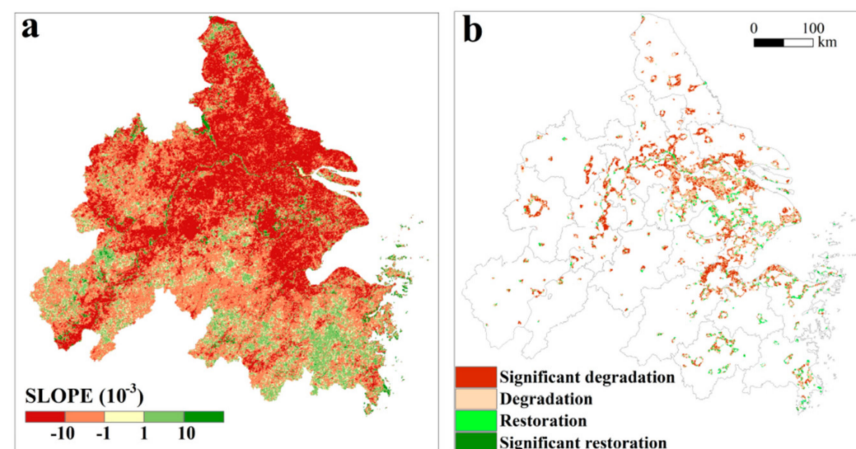 a
SLOPE (10-3)
-10 -1 1 10
b
0 100
km
Significant degradation
Degradation
Restoration
Significant restoration